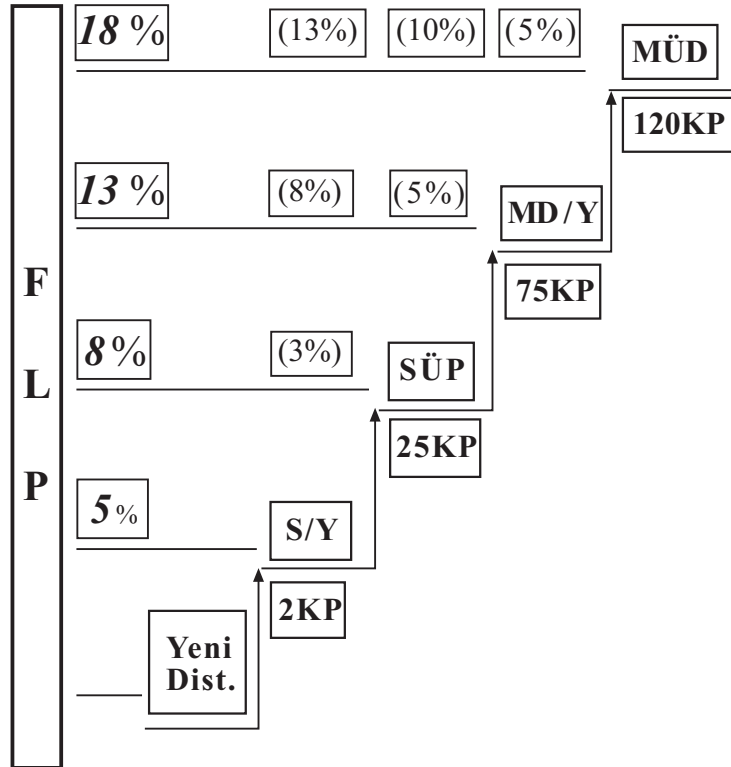 18 % (13%) (10%) (5%) MÜD
120KP
13 % (8%) (5%) MD/Y
75KP
8% (3%) SÜP
25KP
5% S/Y
2KP
Yeni
Dist.
F
L
P